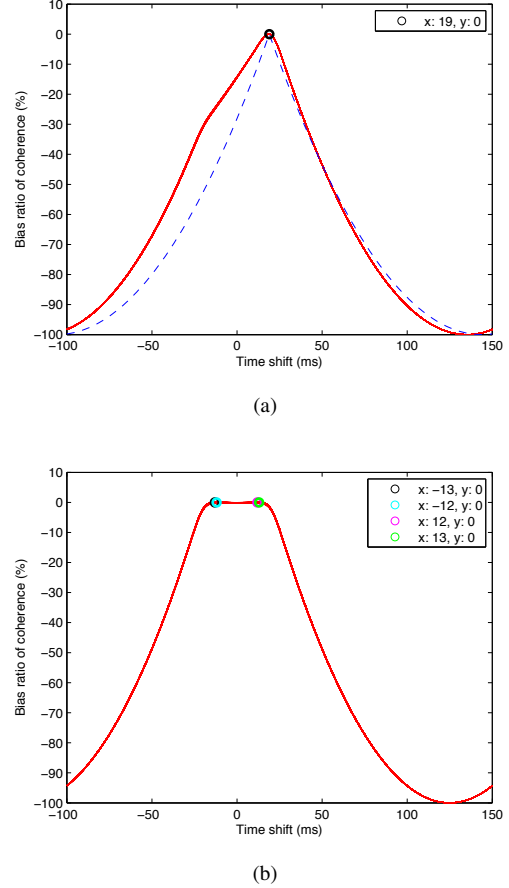 10
0
−10
−20
−30
−40
−50
−60
−70
−80
−90
−100
Bias ratio of coherence (%)
x: 19, y: 0
−100 −50 0 50 100 150
Time shift (ms)
(a)
10
0
−10
−20
−30
−40
−50
−60
−70
−80
−90
−100
Bias ratio of coherence (%)
x: −13, y: 0
x: −12, y: 0
x: 12, y: 0
x: 13, y: 0
−100 −50 0 50 100 150
Time shift (ms)
(b)